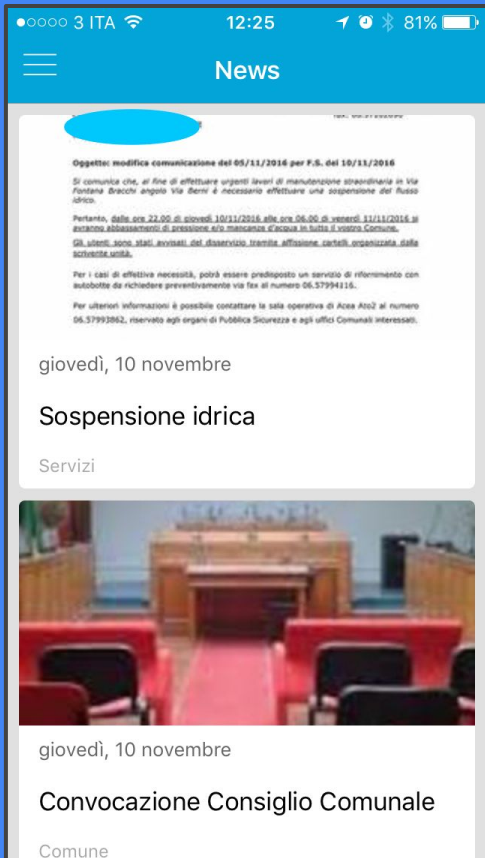 3 ITA 12:25 81%
News
Oggetto: modifica comunicazione del 05/11/2016 per F.S. del 10/11/2016
Si comunica che, al fine di effettuare urgenti lavori di manutenzione straordinaria in Via
Fontana Bracchi angolo Via Berni è necessario effettuare una sospensione del flusso
idrico.
Pertanto, dalle ore 22.00 di giovedì 10/11/2016 alle ore 06.00 di venerdì 11/11/2016 si
avranno abbassamenti di pressione e/o mancanze d'acqua in tutto il vostro Comune.
Gli utenti sono stati avvisati del disservizio tramite affissione cartelli organizzata dalla
scrivente unità.
Per i casi di effettiva necessità, potrà essere predisposto un servizio di rifornimento con
autobotte da richiedere preventivamente via fax al numero 06.57994116.
Per ulteriori informazioni è possibile contattare la sala operativa di Acea Ato2 al numero
06.57993862, riservato agli organi di Pubblica Sicurezza e agli uffici Comunali interessati.
giovedì, 10 novembre
Sospensione idrica
Servizi
giovedì, 10 novembre
Convocazione Consiglio Comunale
Comune